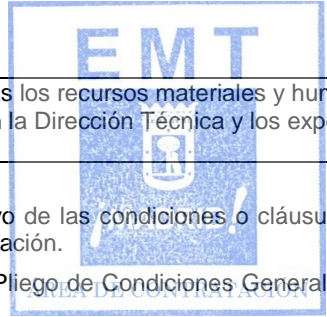 EMT
s los recursos materiales y hum
la Dirección Técnica y los expe
o de las condiciones o cláusu
ación.
¡MADRID!
Pliego de Condiciones General
ÁREA DE CONTRATACIÓN